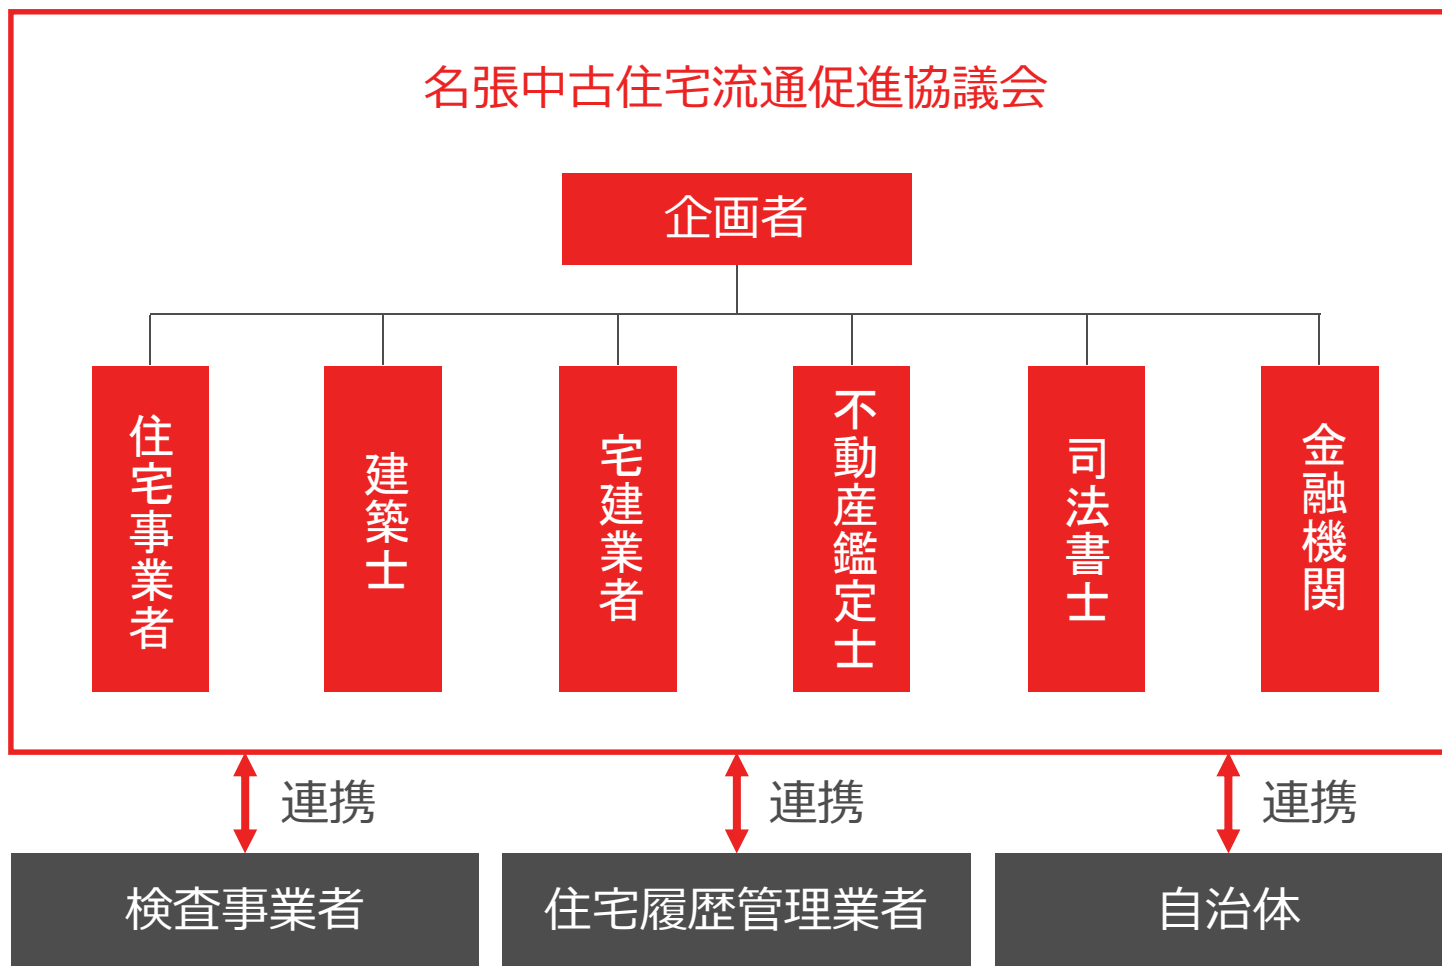 名張中古住宅流通促進協議会
企画者
住宅事業者
建築士
宅建業者
不動産鑑定士
司法書士
金融機関
連携
連携
連携
検査事業者
住宅履歴管理業者
自治体